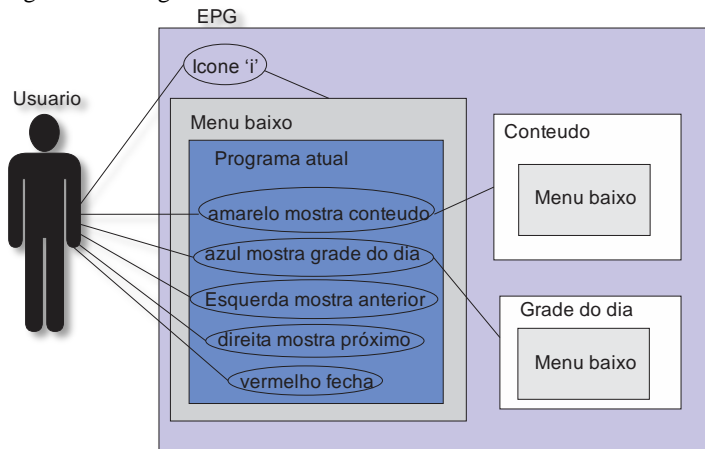 EPG
Icone ‘i’
Usuario
Menu baixo
Programa atual
amarelo mostra conteudo
azul mostra grade do dia
Esquerda mostra anterior
direita mostra próximo
vermelho fecha
Conteudo
Menu baixo
Grade do dia
Menu baixo